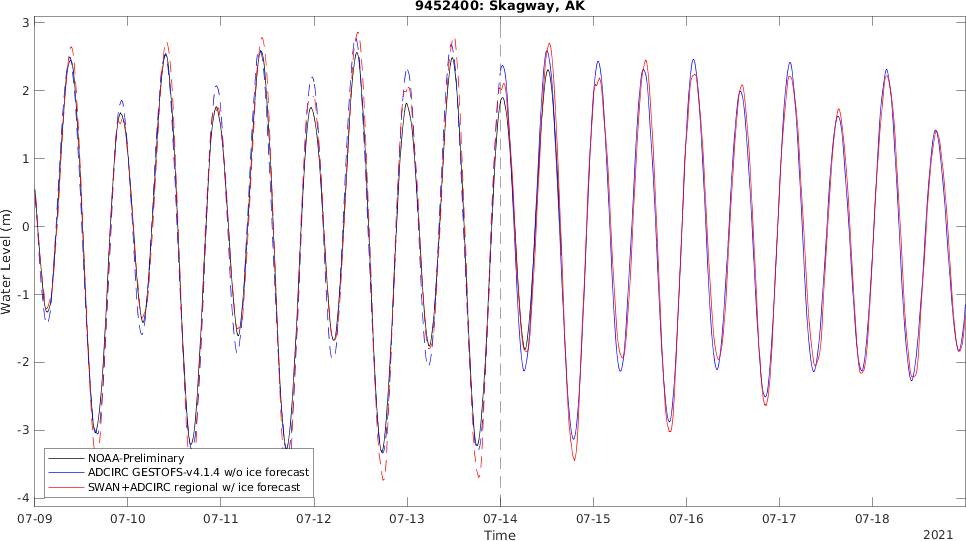 9452400: Skagway, AK
3
2
1
0
-1
-2
-3
-4
Water Level (m)
NOAA-Preliminary
ADCIRC GESTOFS-v4.1.4 w/o ice forecast
SWAN+ADCIRC regional w/ ice forecast
07-09 07-10 07-11 07-12 07-13 07-14 07-15 07-16 07-17 07-18
Time
2021